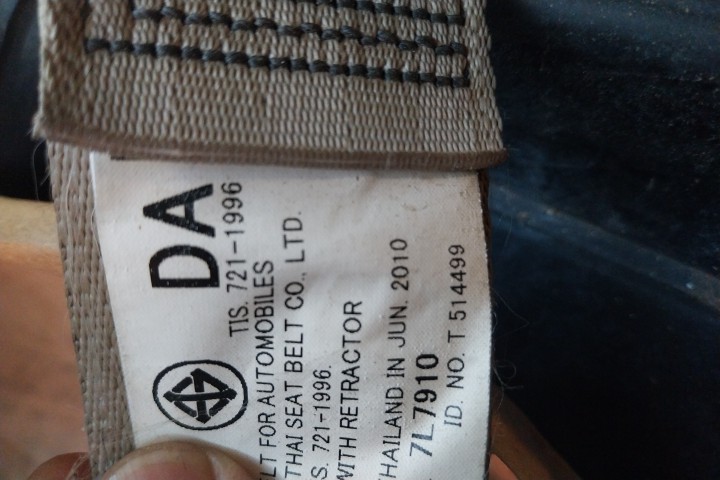 DA
TIS. 721-1996
LT FOR AUTOMOBILES
THAI SEAT BELT CO., LTD.
S. 721-1996.
WITH RETRACTOR
THAILAND IN JUN. 2010
7L7910
ID. NO. T 514499